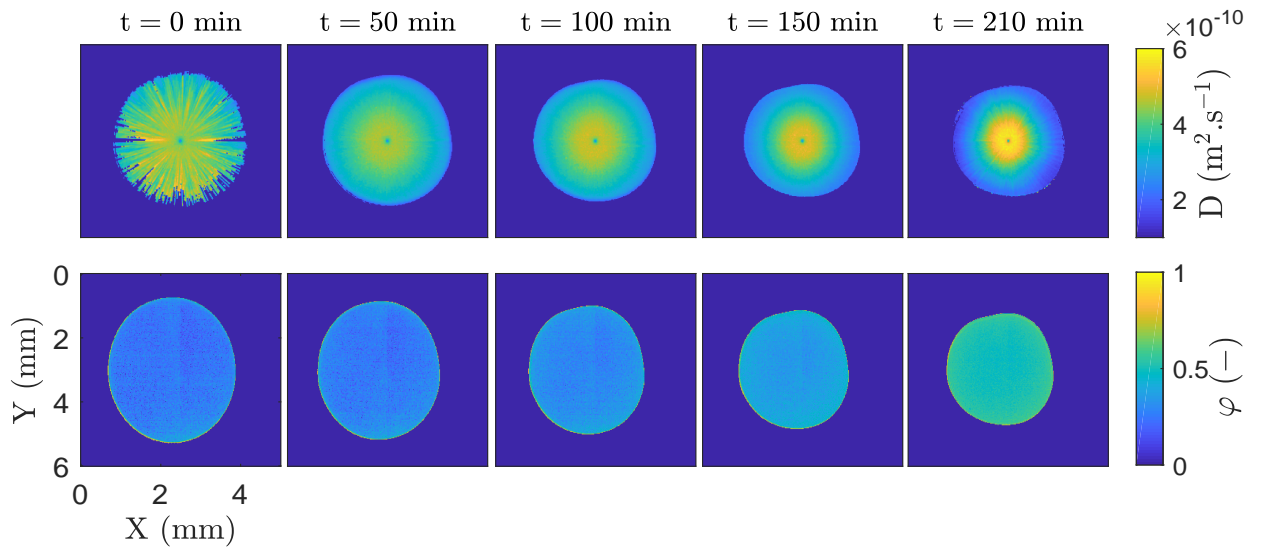 t = 0 min t = 50 min t = 100 min t = 150 min t = 210 min
×10⁻¹⁰
6
4
2
D (m².s⁻¹)
0
2
4
6
Y (mm)
0 2 4
X (mm)
1
0.5
0
φ (−)